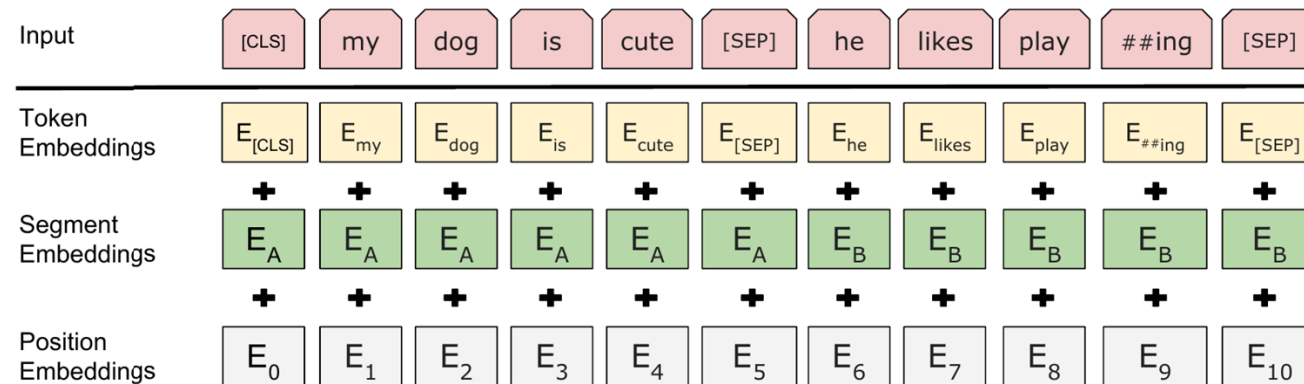 Input [CLS] my dog is cute [SEP] he likes play ##ing [SEP]
Token
Embeddings E[CLS] Emy Edog Eis Ecute E[SEP] Ehe Elikes Eplay E##ing E[SEP]
+ + + + + + + + + + +
Segment
Embeddings EA EA EA EA EA EA EB EB EB EB EB
+ + + + + + + + + + +
Position
Embeddings E0 E1 E2 E3 E4 E5 E6 E7 E8 E9 E10